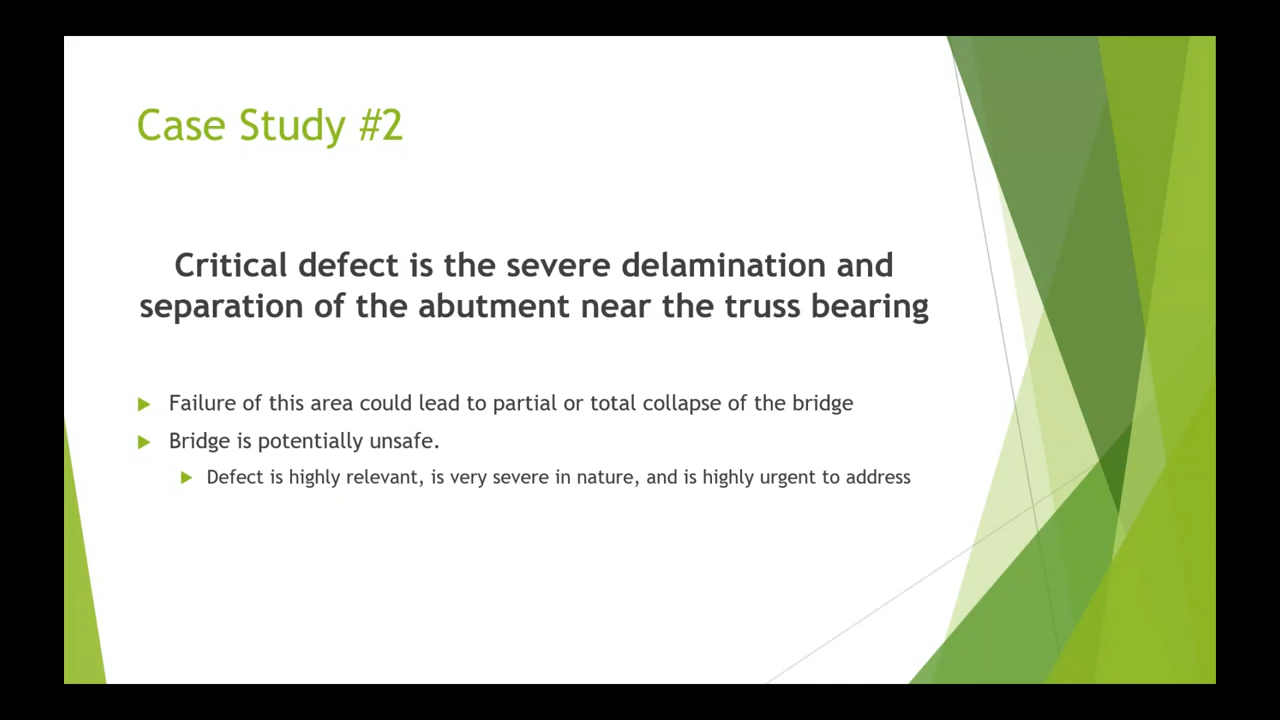 Case Study #2
Critical defect is the severe delamination and
separation of the abutment near the truss bearing
Failure of this area could lead to partial or total collapse of the bridge
Bridge is potentially unsafe.
Defect is highly relevant, is very severe in nature, and is highly urgent to address